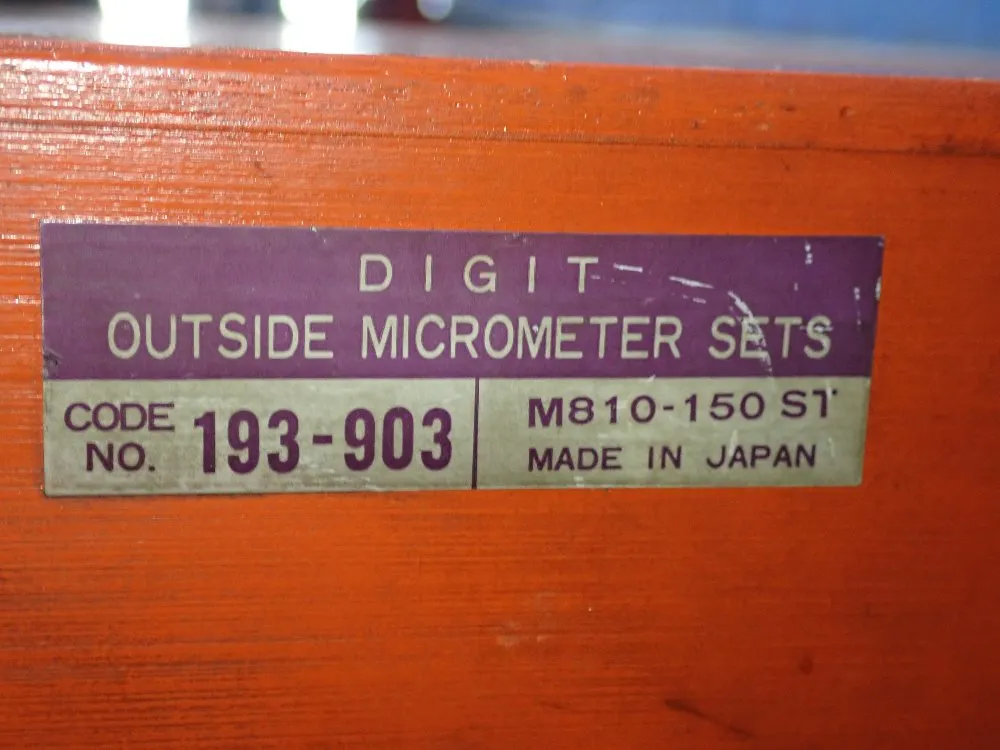 DIGIT
OUTSIDE MICROMETER SETS
CODE NO. 193-903
M810-150 ST
MADE IN JAPAN